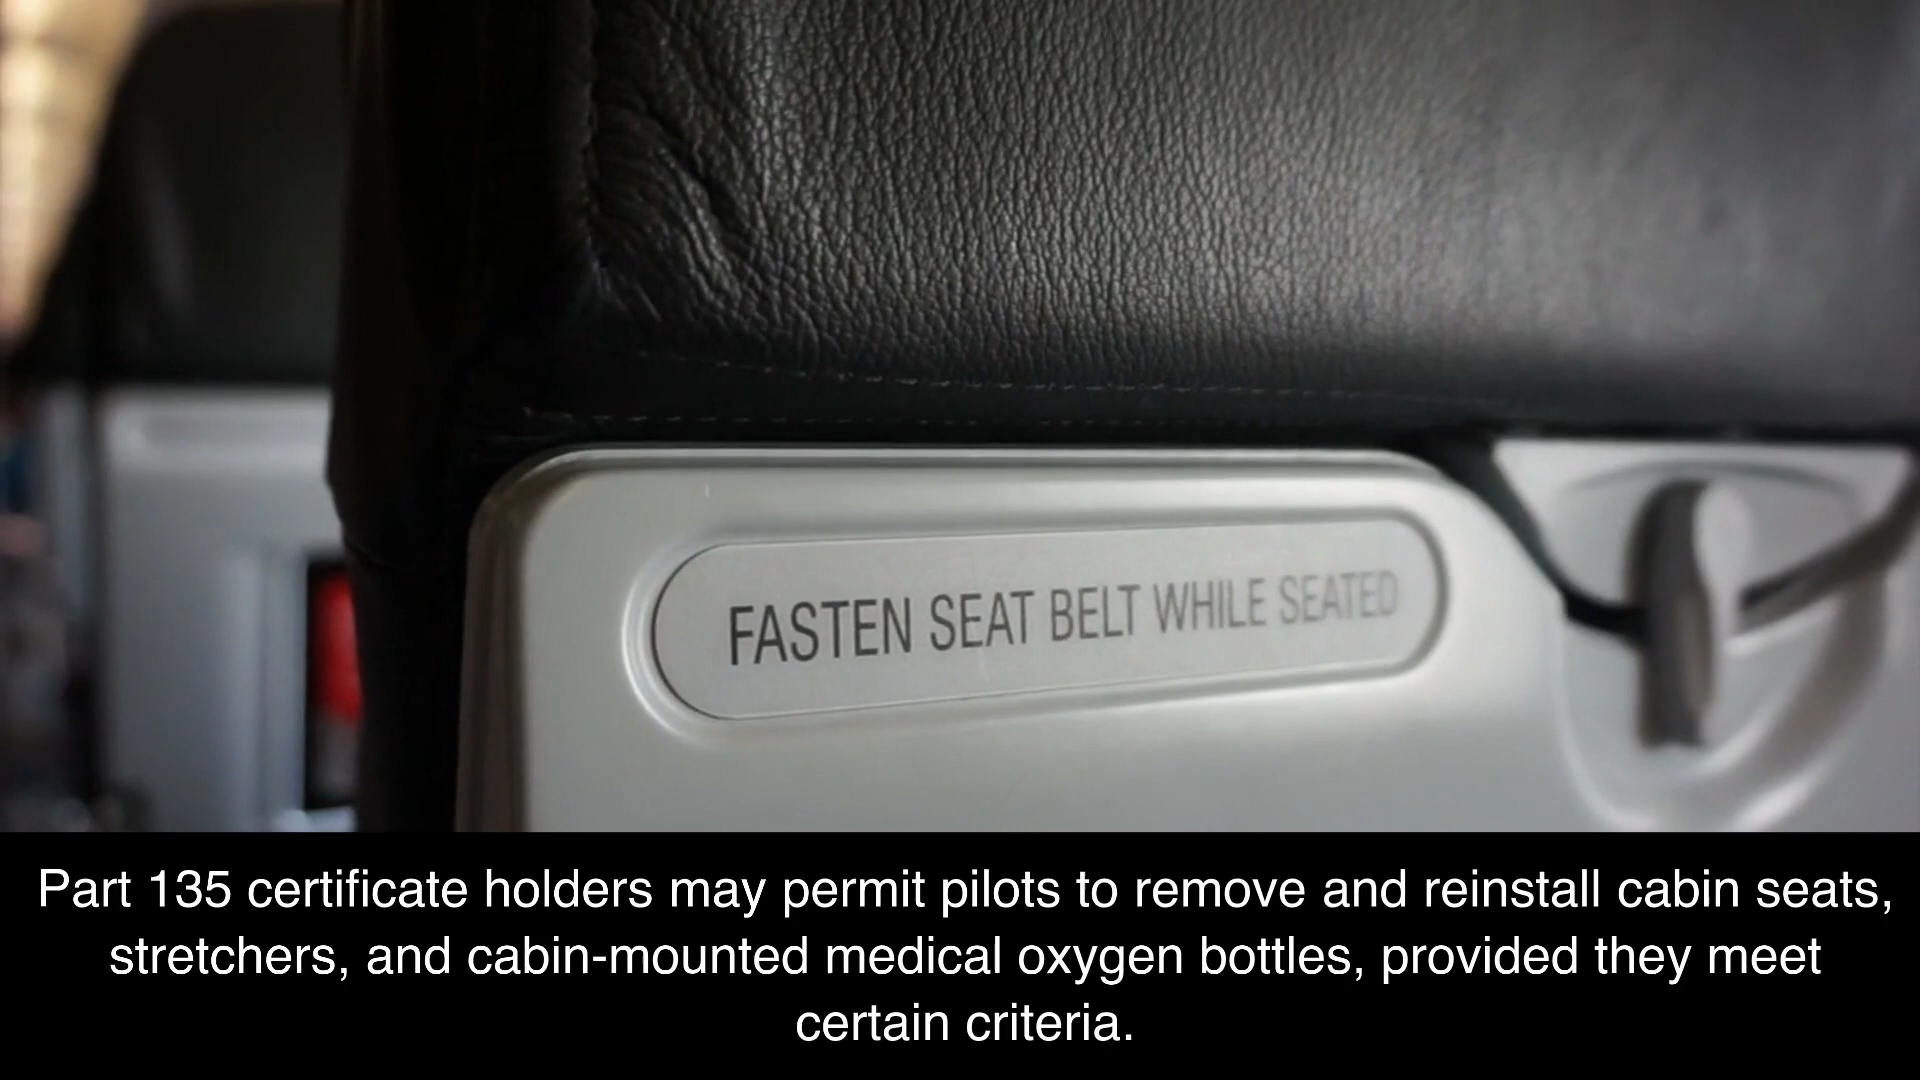 FASTEN SEAT BELT WHILE SEATED
Part 135 certificate holders may permit pilots to remove and reinstall cabin seats,
stretchers, and cabin-mounted medical oxygen bottles, provided they meet
certain criteria.